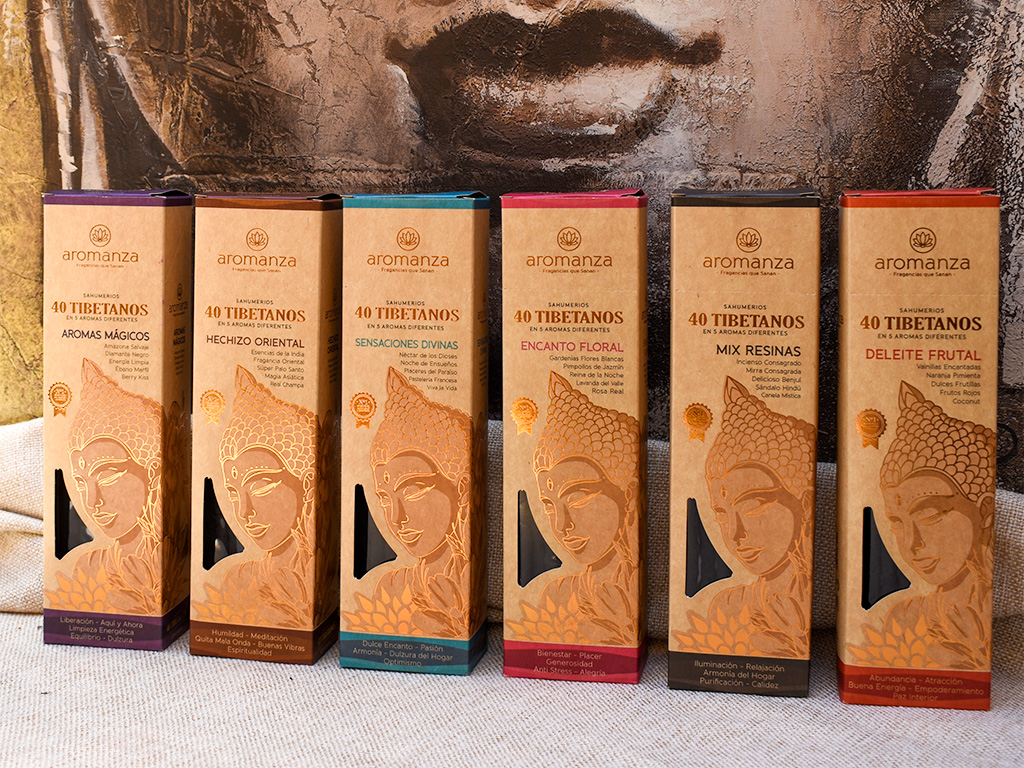 aromanza
- Fragancias que Sanan -
SAHUMERIOS
40 TIBETANOS
EN 5 AROMAS DIFERENTES
AROMAS MÁGICOS
Amazona Salvaje
Diamante Negro
Energía Limpia
Ébano Marfil
Berry Kiss
Liberación - Aquí y Ahora
Limpieza Energética
Equilibrio - Dulzura
aromanza
- Fragancias que Sanan -
SAHUMERIOS
40 TIBETANOS
EN 5 AROMAS DIFERENTES
HECHIZO ORIENTAL
Esencias de la India
Fragancia Oriental
Súper Palo Santo
Magia Asiática
Real Champa
Humildad - Meditación
Quita Mala Onda - Buenas Vibras
Espiritualidad
aromanza
- Fragancias que Sanan -
SAHUMERIOS
40 TIBETANOS
EN 5 AROMAS DIFERENTES
SENSACIONES DIVINAS
Néctar de los Dioses
Noche de Ensueños
Placeres del Paraíso
Pastelería Francesa
Viva la Vida
Dulce Encanto - Pasión
Armonía - Dulzura del Hogar
Optimismo
aromanza
- Fragancias que Sanan -
SAHUMERIOS
40 TIBETANOS
EN 5 AROMAS DIFERENTES
ENCANTO FLORAL
Gardenias Flores Blancas
Pimpollos de Jazmín
Reina de la Noche
Lavanda del Valle
Rosa Real
Bienestar - Placer
Generosidad
Anti Stress - Alegría
aromanza
- Fragancias que Sanan -
SAHUMERIOS
40 TIBETANOS
EN 5 AROMAS DIFERENTES
MIX RESINAS
Incienso Consagrado
Mirra Consagrada
Delicioso Benjuí
Sándalo Hindú
Canela Mística
Iluminación - Relajación
Armonía del Hogar
Purificación - Calidez
aromanza
- Fragancias que Sanan -
SAHUMERIOS
40 TIBETANOS
EN 5 AROMAS DIFERENTES
DELEITE FRUTAL
Vainillas Encantadas
Naranja Pimienta
Dulces Frutillas
Frutos Rojos
Coconut
Abundancia - Atracción
Buena Energía - Empoderamiento
Paz Interior